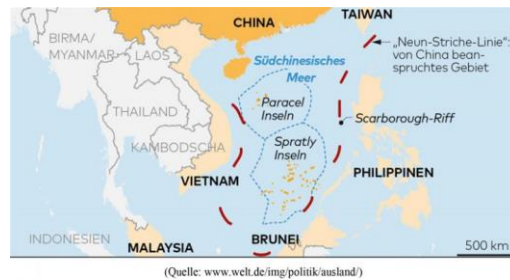 CHINA
TAIWAN
BIRMA/
MYANMAR
LAOS
Südchinesisches
Meer
„Neun-Striche-Linie“:
von China bean-
spruchtes Gebiet
Paracel
Inseln
THAILAND
Scarborough-Riff
KAMBODSCHA
Spratly
Inseln
VIETNAM
PHILIPPINEN
INDONESIEN
MALAYSIA
BRUNEI
500 km
(Quelle: www.welt.de/img/politik/ausland/)